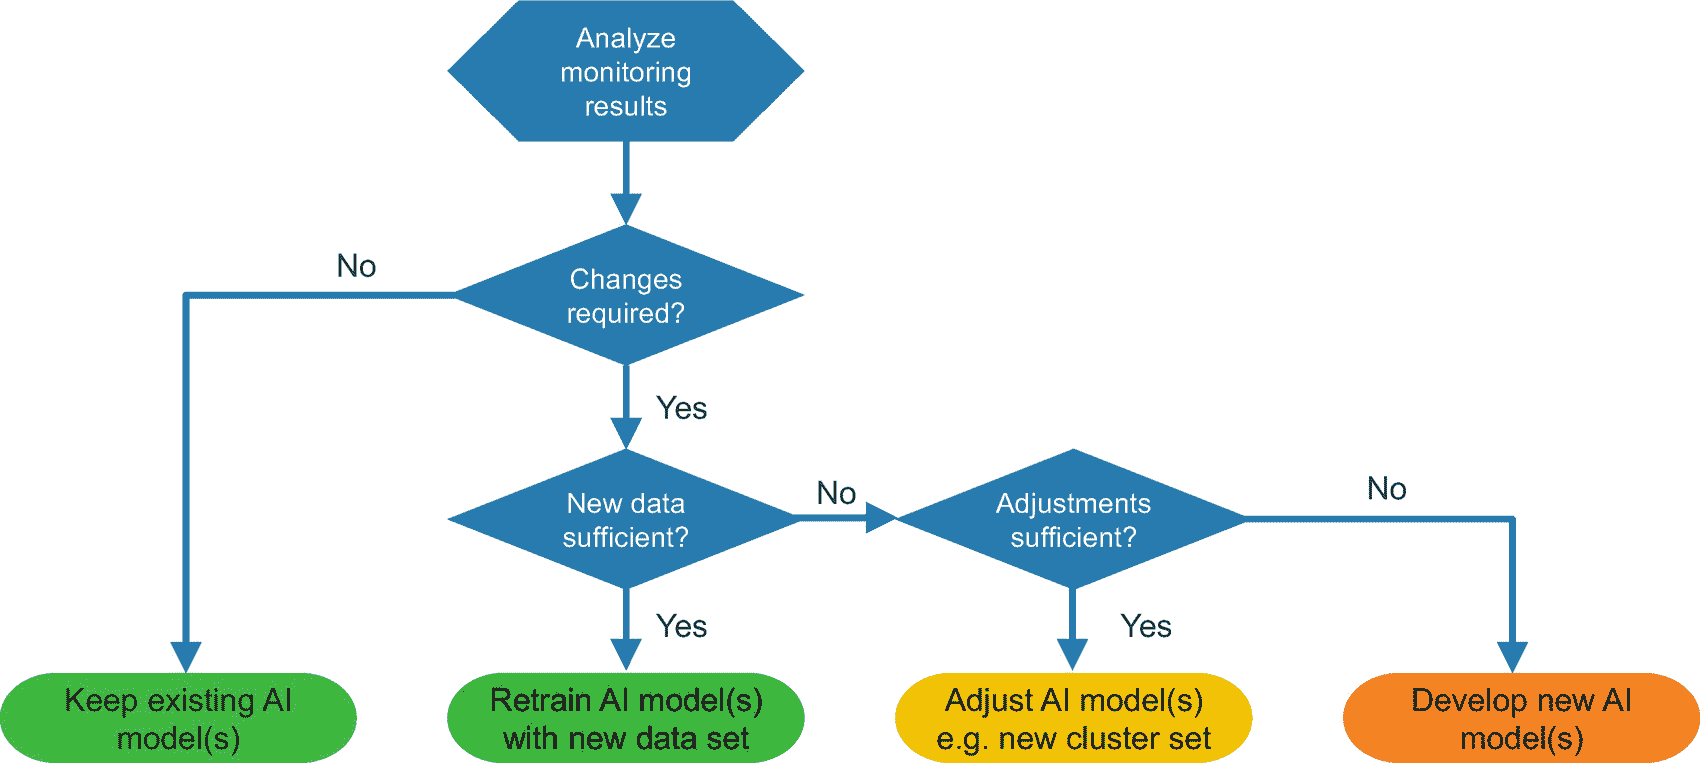 Analyze
monitoring
results
No
Changes
required?
Yes
New data
sufficient?
No
Adjustments
sufficient?
No
Yes
Yes
Keep existing AI
model(s)
Retrain AI model(s)
with new data set
Adjust AI model(s)
e.g. new cluster set
Develop new AI
model(s)